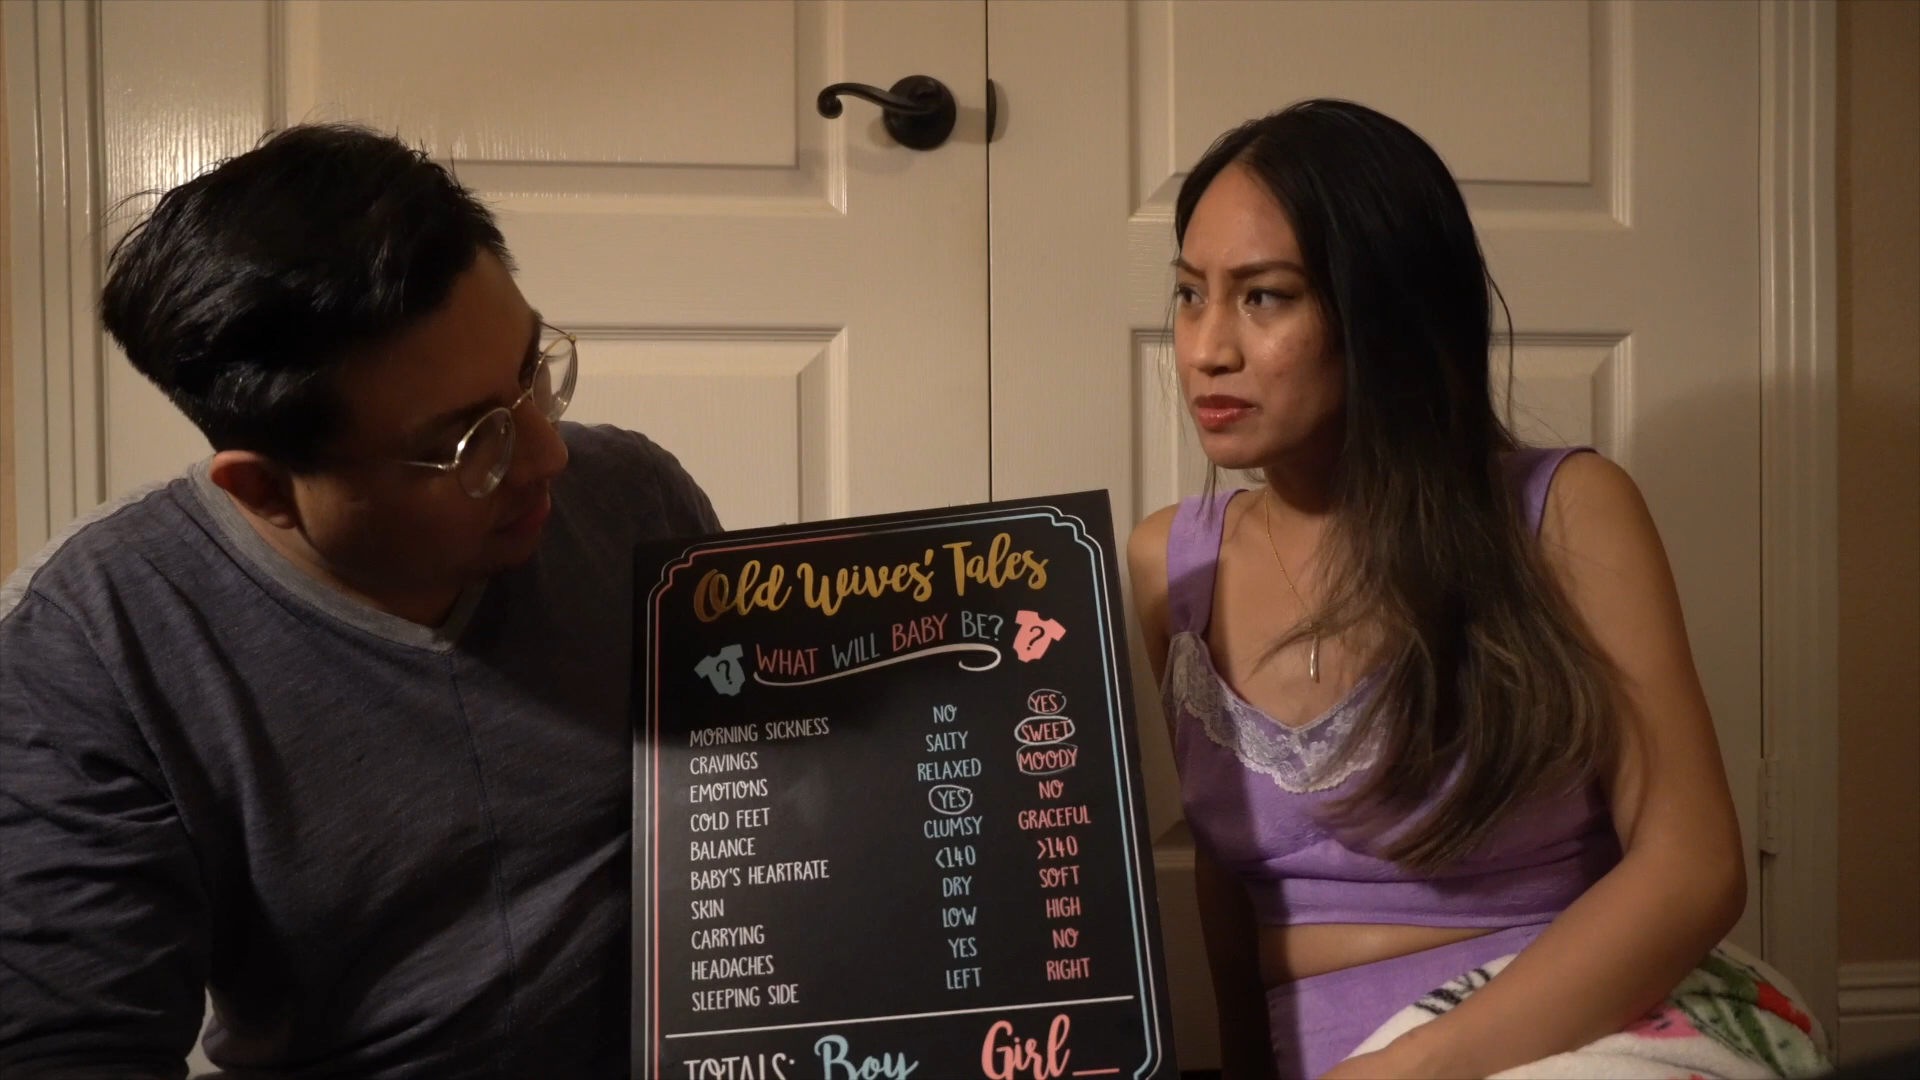 Old Wives' Tales
? WHAT WILL BABY BE? ?
MORNING SICKNESS NO YES
CRAVINGS SALTY SWEET
EMOTIONS RELAXED MOODY
COLD FEET YES NO
BALANCE CLUMSY GRACEFUL
BABY'S HEARTRATE <140 >140
SKIN DRY SOFT
CARRYING LOW HIGH
HEADACHES YES NO
SLEEPING SIDE LEFT RIGHT
TOTALS: Boy Girl